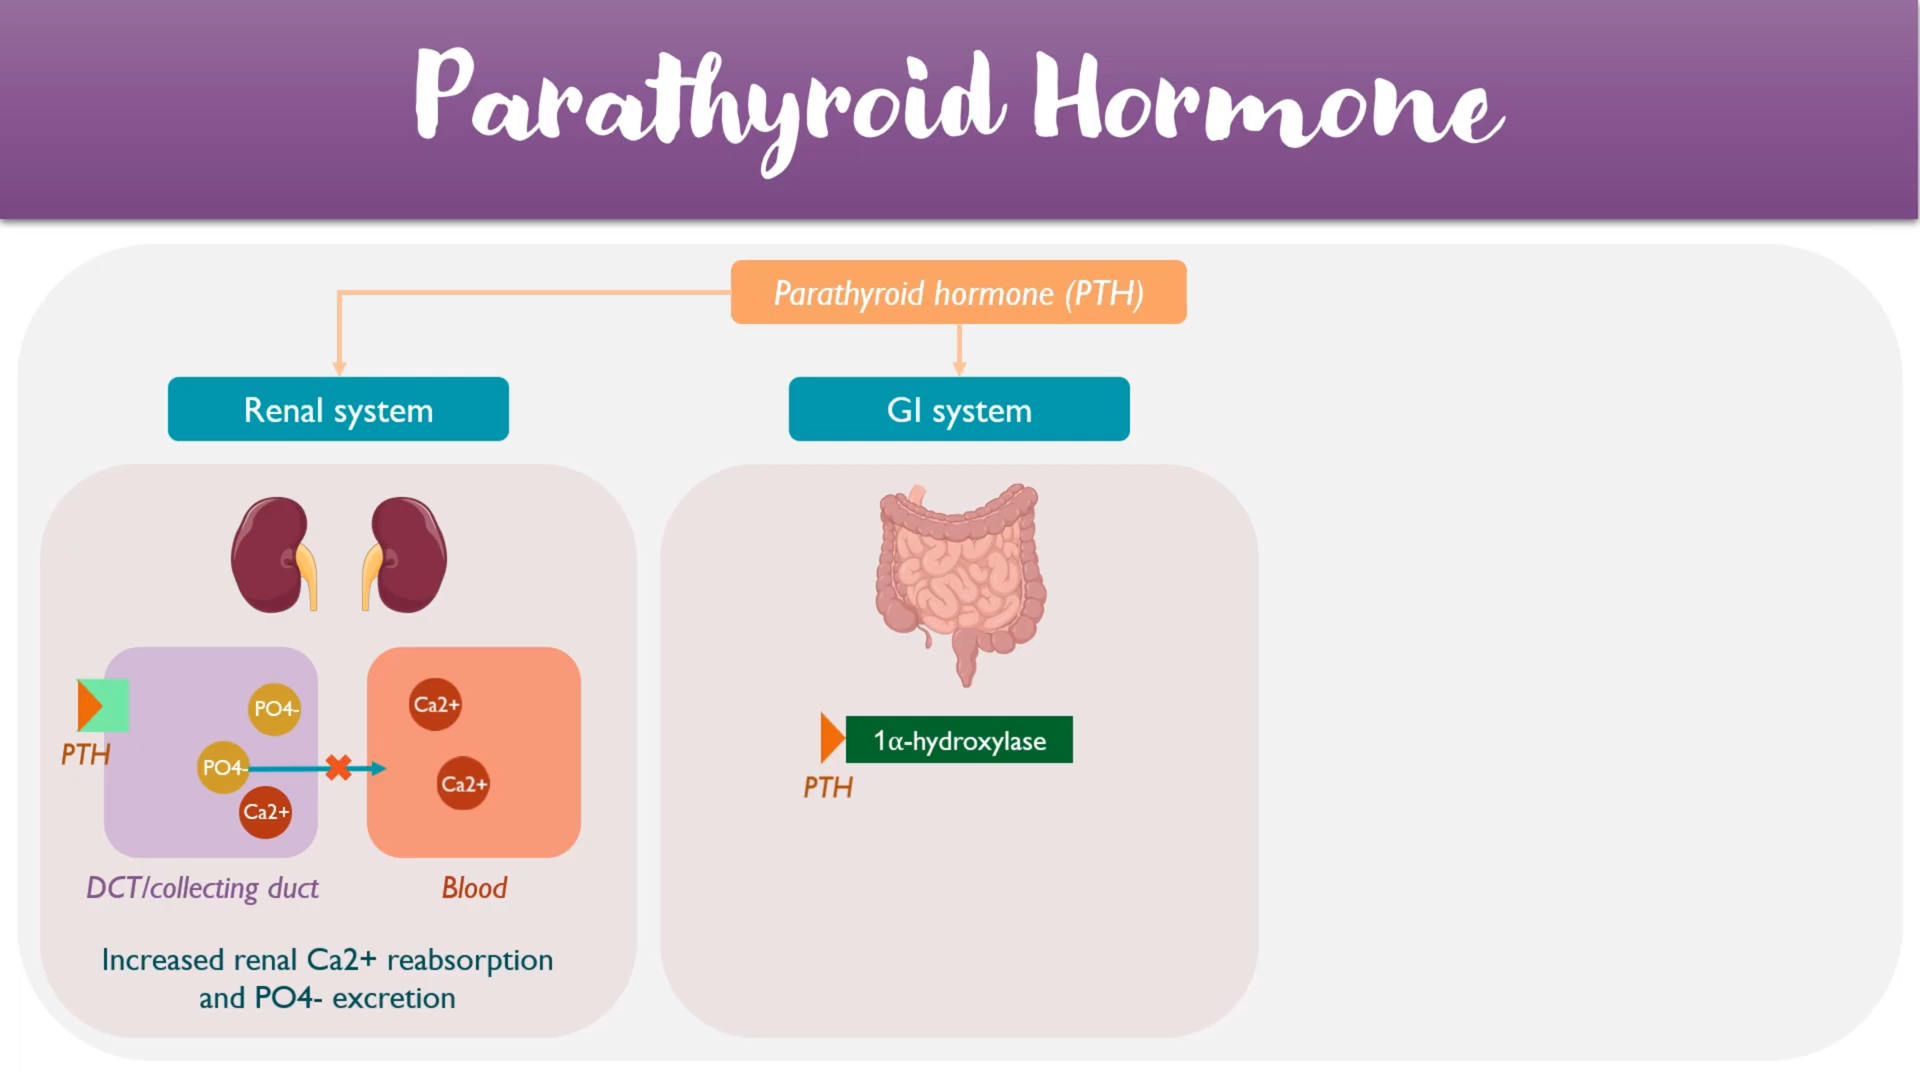 Parathyroid Hormone
Parathyroid hormone (PTH)
Renal system
GI system
PTH
PO4-
PO4-
Ca2+
Ca2+
Ca2+
DCT/collecting duct
Blood
Increased renal Ca2+ reabsorption
and PO4- excretion
1α-hydroxylase
PTH